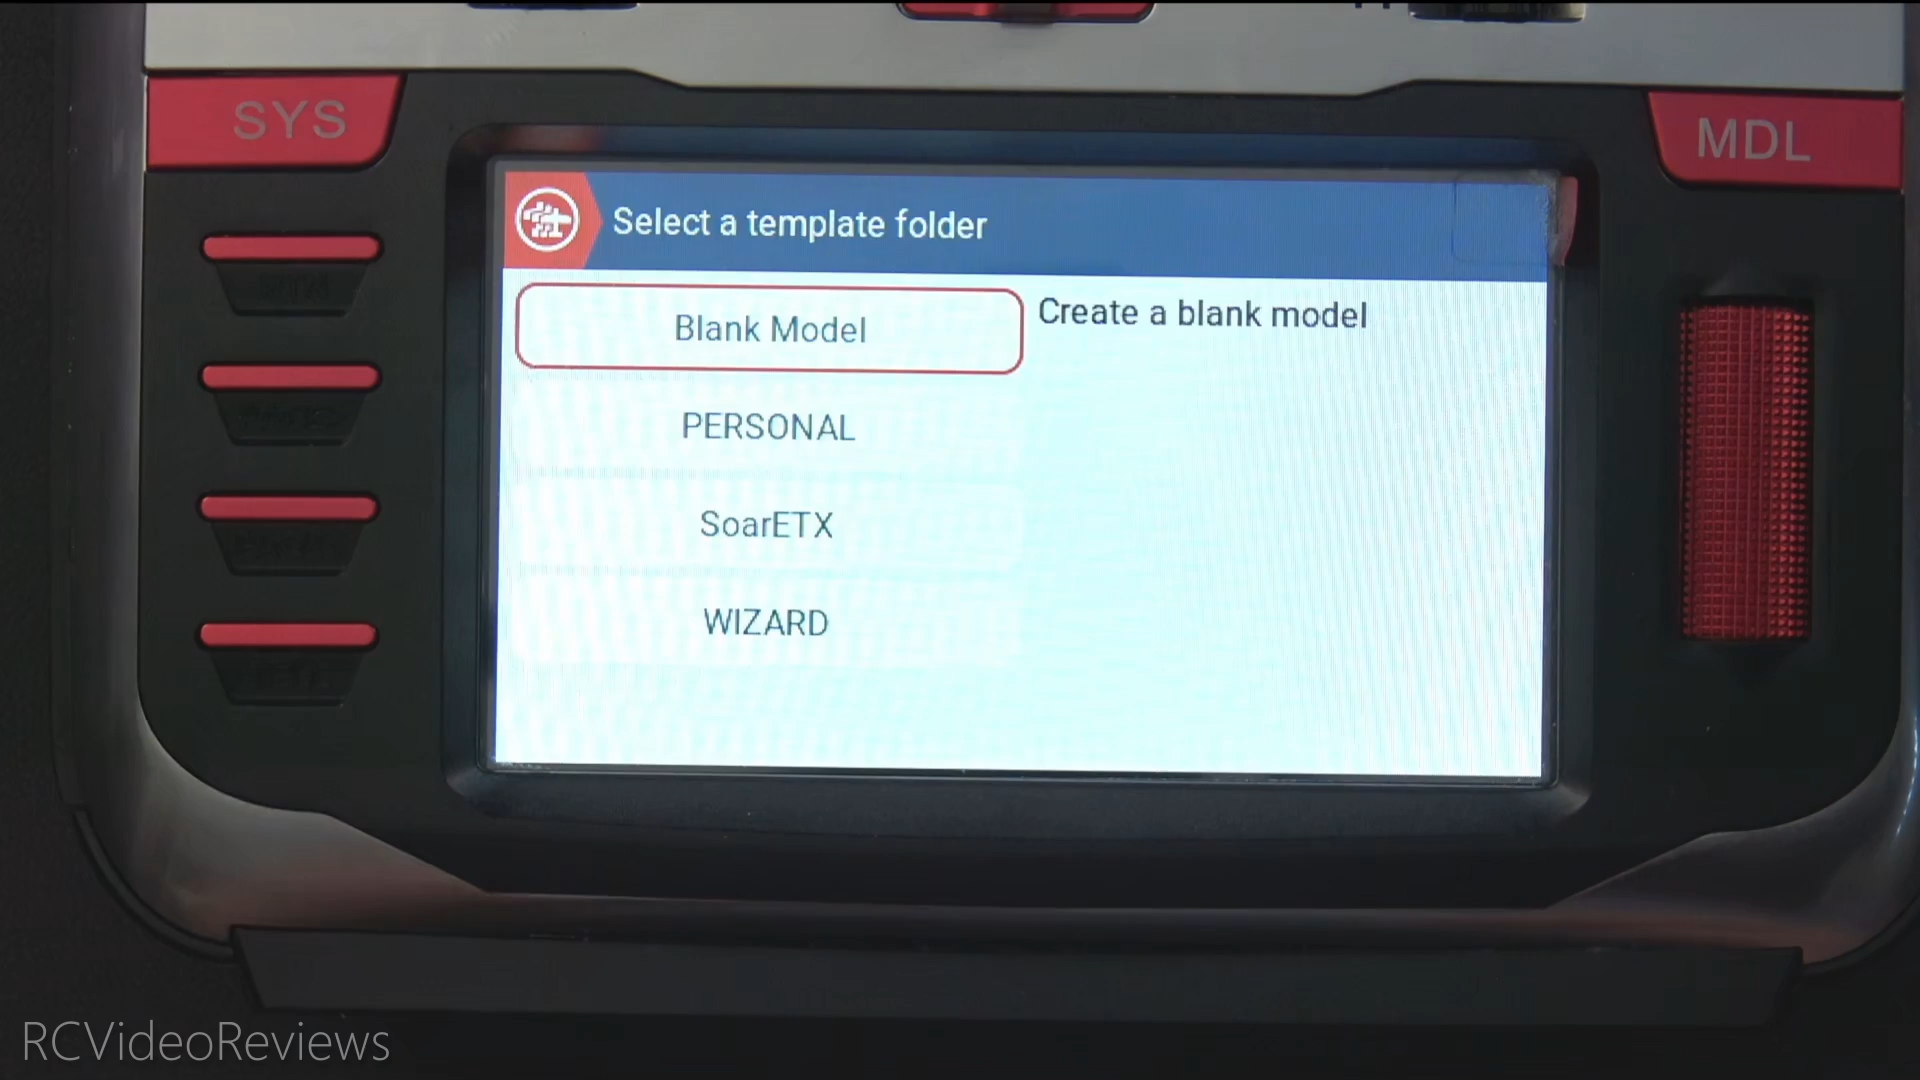 SYS
MDL
Select a template folder
Blank Model
Create a blank model
PERSONAL
SoarETX
WIZARD
RCVideoReviews